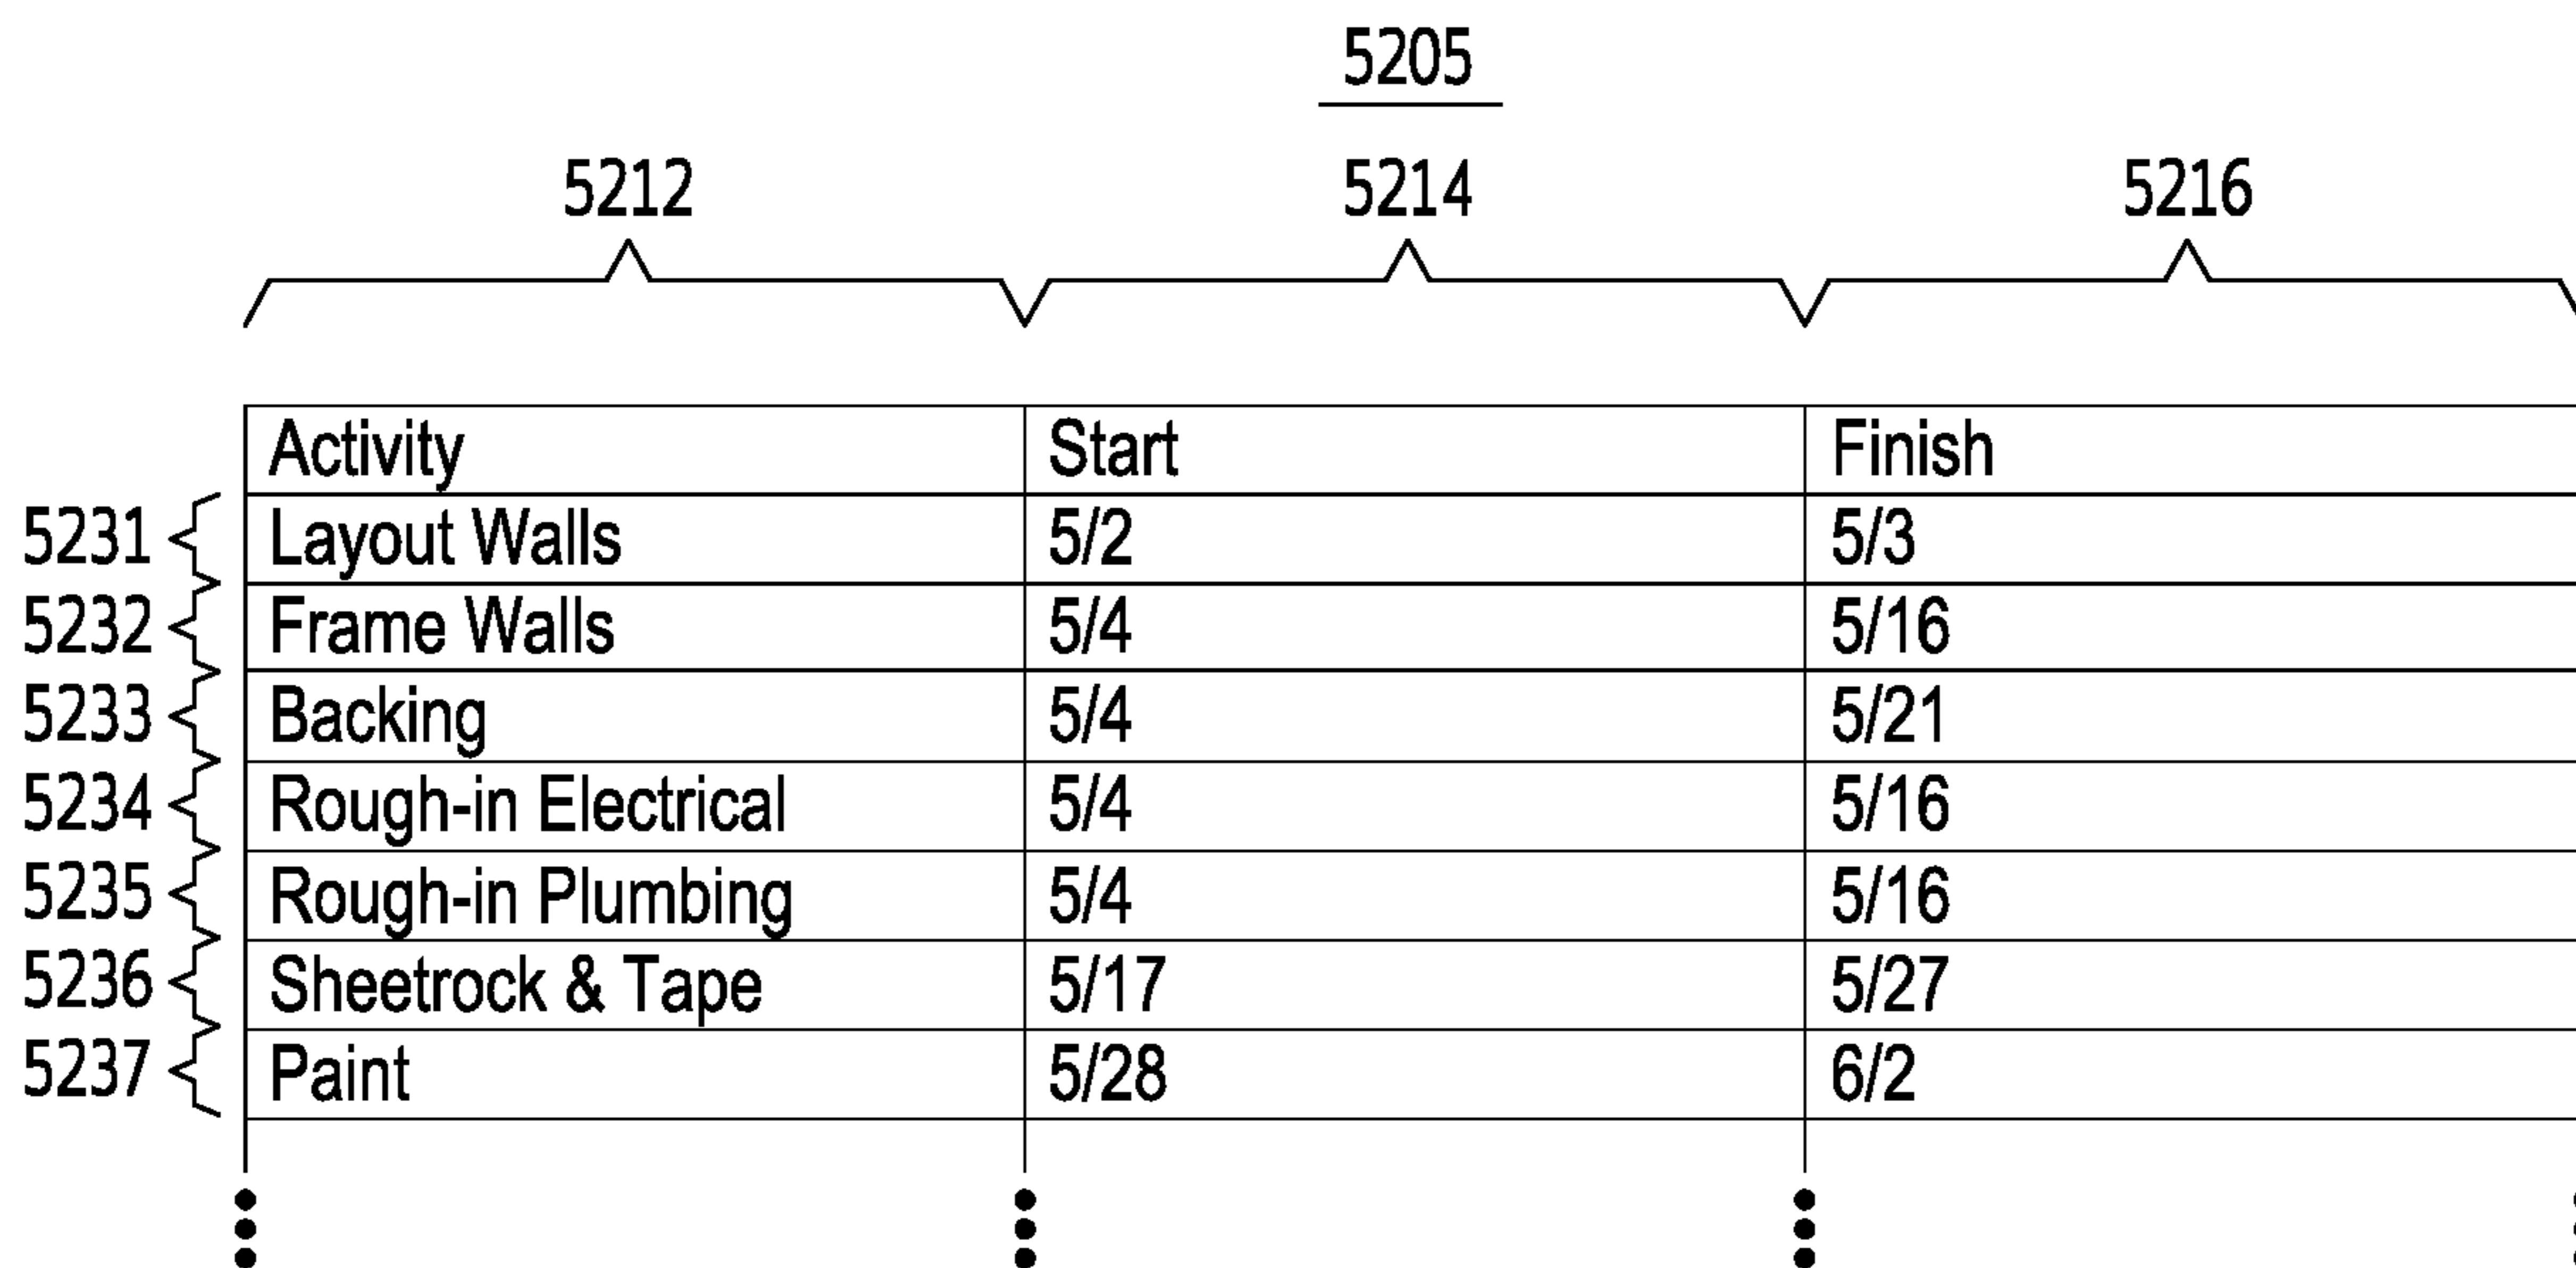 5205
5212 5214 5216
Activity Start Finish
5231 Layout Walls 5/2 5/3
5232 Frame Walls 5/4 5/16
5233 Backing 5/4 5/21
5234 Rough-in Electrical 5/4 5/16
5235 Rough-in Plumbing 5/4 5/16
5236 Sheetrock & Tape 5/17 5/27
5237 Paint 5/28 6/2